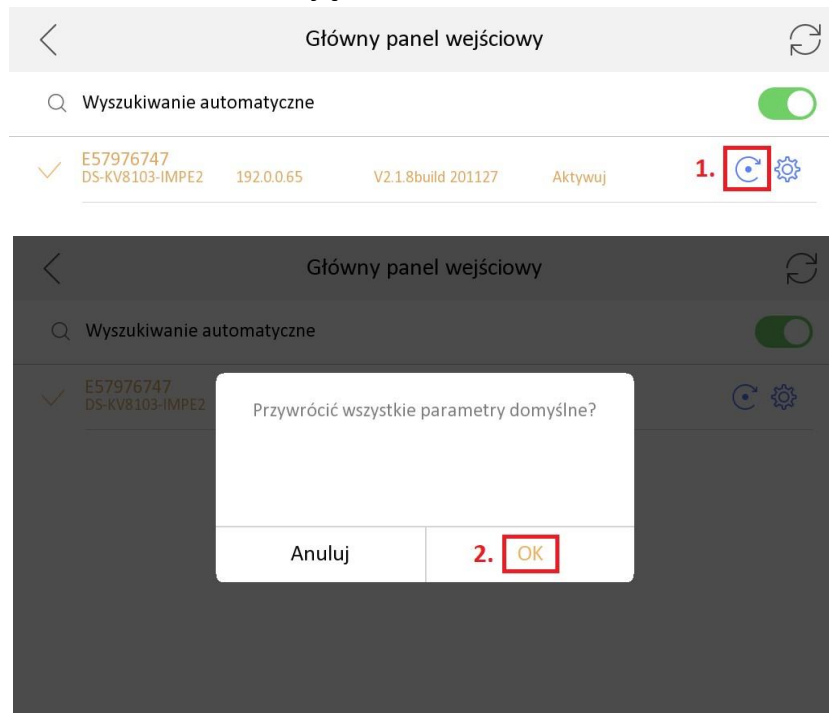 Główny panel wejściowy
Wyszukiwanie automatyczne
E57976747
DS-KV8103-IMPE2 192.0.0.65 V2.1.8build 201127 Aktywuj 1.
Główny panel wejściowy
Wyszukiwanie automatyczne
E57976747
DS-KV8103-IMPE2
Przywrócić wszystkie parametry domyślne?
Anuluj 2. OK